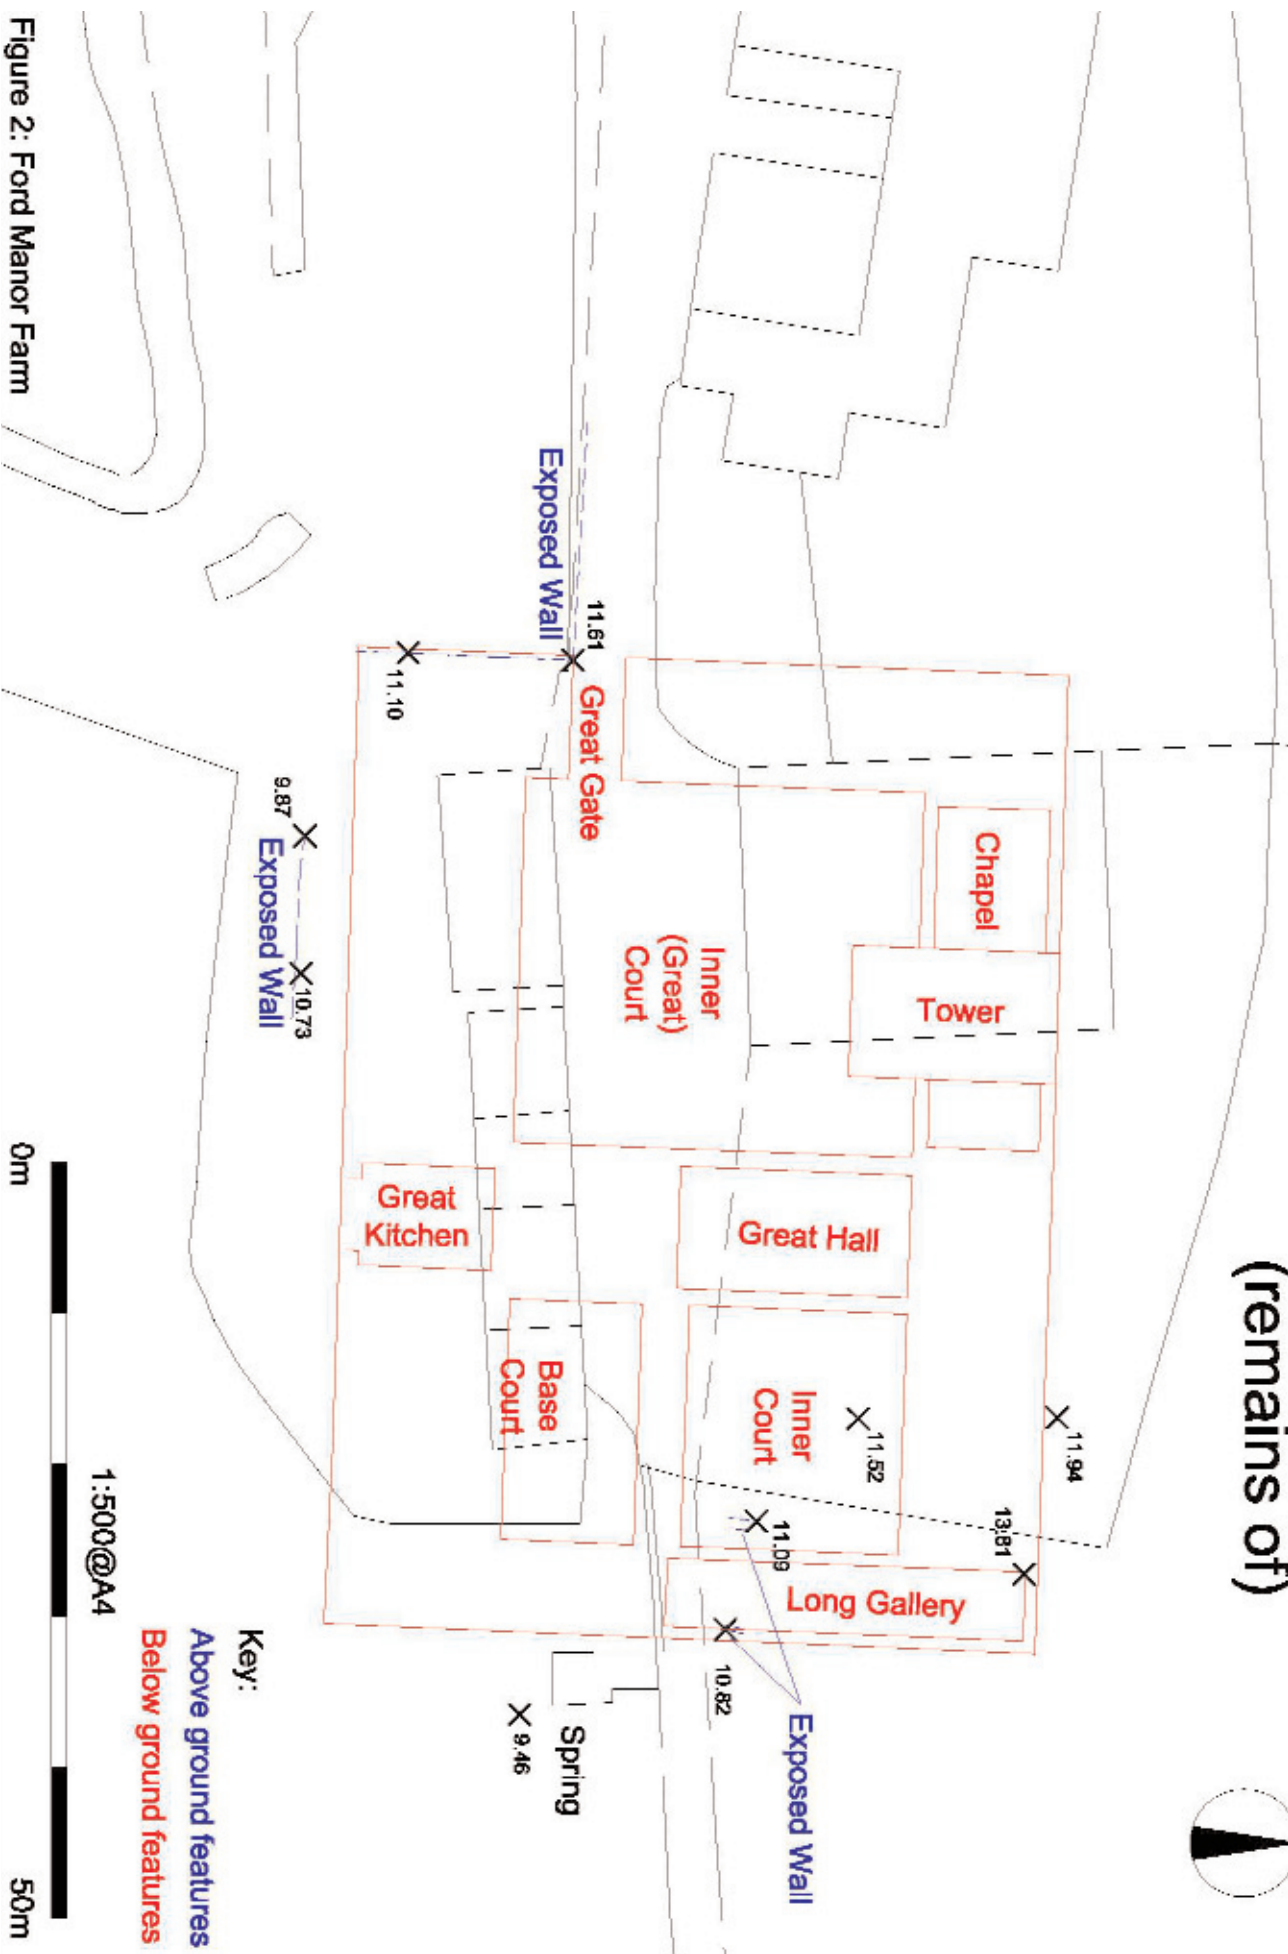 (remains of)
11.94
13.81
Chapel
Tower
11.52
Great Hall
Inner
Court
11.09
Long Gallery
Exposed Wall
Inner
(Great)
Court
10.82
11.61
Great Gate
Exposed Wall
Base
Court
Spring
9.46
11.10
Great
Kitchen
9.87
Exposed Wall
10.73
Key:
Above ground features
Below ground features
1:500@A4
0m
50m
Figure 2: Ford Manor Farm